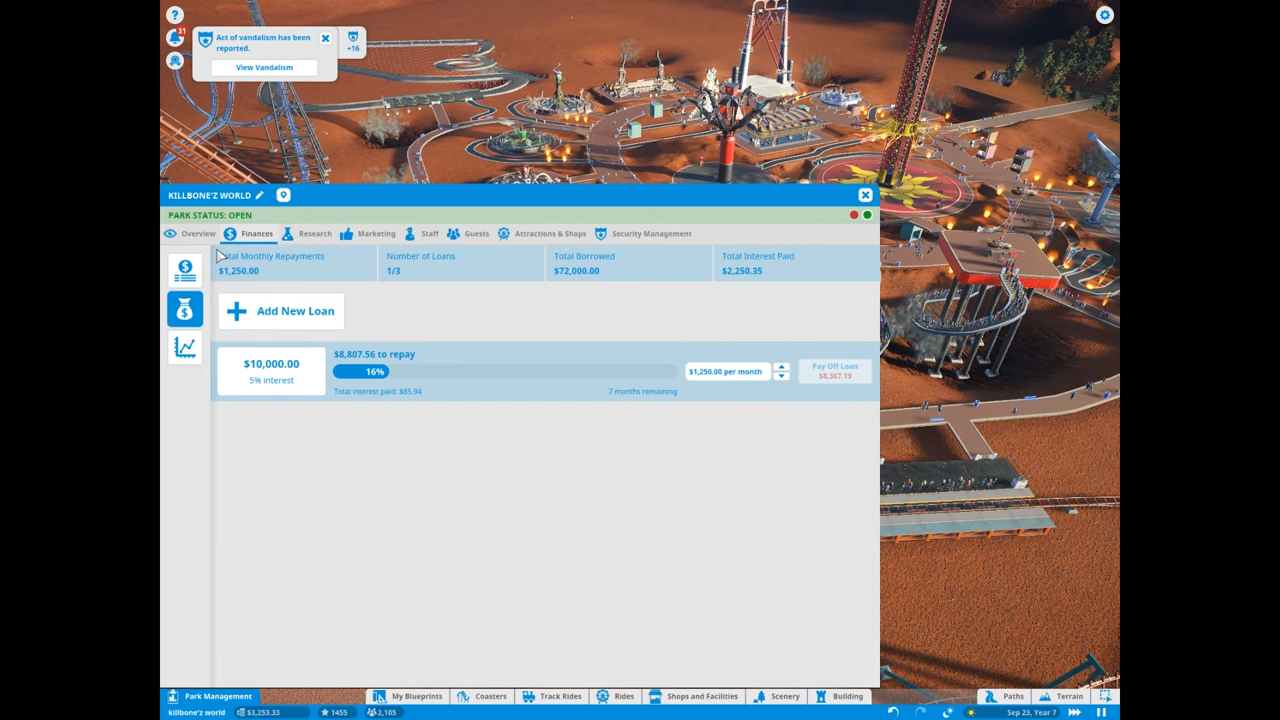 ?
31
Act of vandalism has been
reported.
View Vandalism
+16
KILLBONE'Z WORLD
PARK STATUS: OPEN
Overview
Finances
Research
Marketing
Staff
Guests
Attractions & Shops
Security Management
Total Monthly Repayments
$1,250.00
Number of Loans
1/3
Total Borrowed
$72,000.00
Total Interest Paid
$2,250.35
Add New Loan
$10,000.00
5% interest
$8,807.56 to repay
16%
Total interest paid: $85.94
7 months remaining
$1,250.00 per month
Pay Off Loan
$8,367.19
Park Management
My Blueprints
Coasters
Track Rides
Rides
Shops and Facilities
Scenery
Building
Paths
Terrain
killbone'z world
$3,253.33
1455
2,105
Sep 23, Year 7